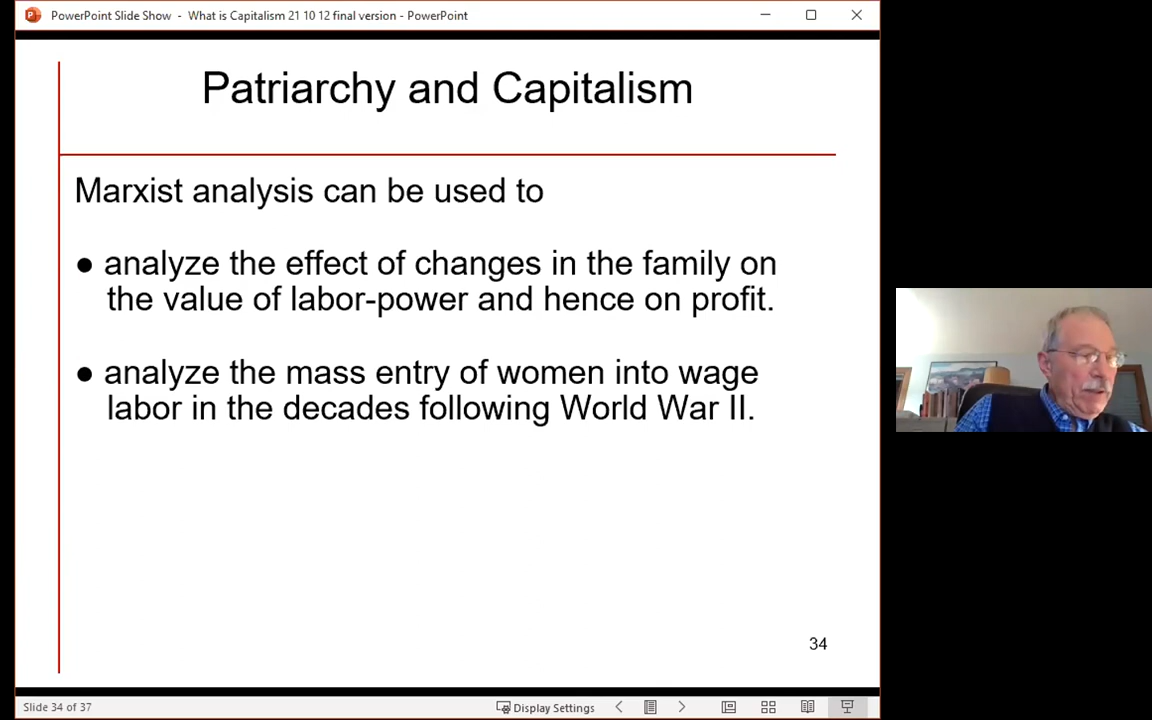 PowerPoint Slide Show - What is Capitalism 21 10 12 final version - PowerPoint
Patriarchy and Capitalism
Marxist analysis can be used to
● analyze the effect of changes in the family on
the value of labor-power and hence on profit.
● analyze the mass entry of women into wage
labor in the decades following World War II.
34
Slide 34 of 37
Display Settings